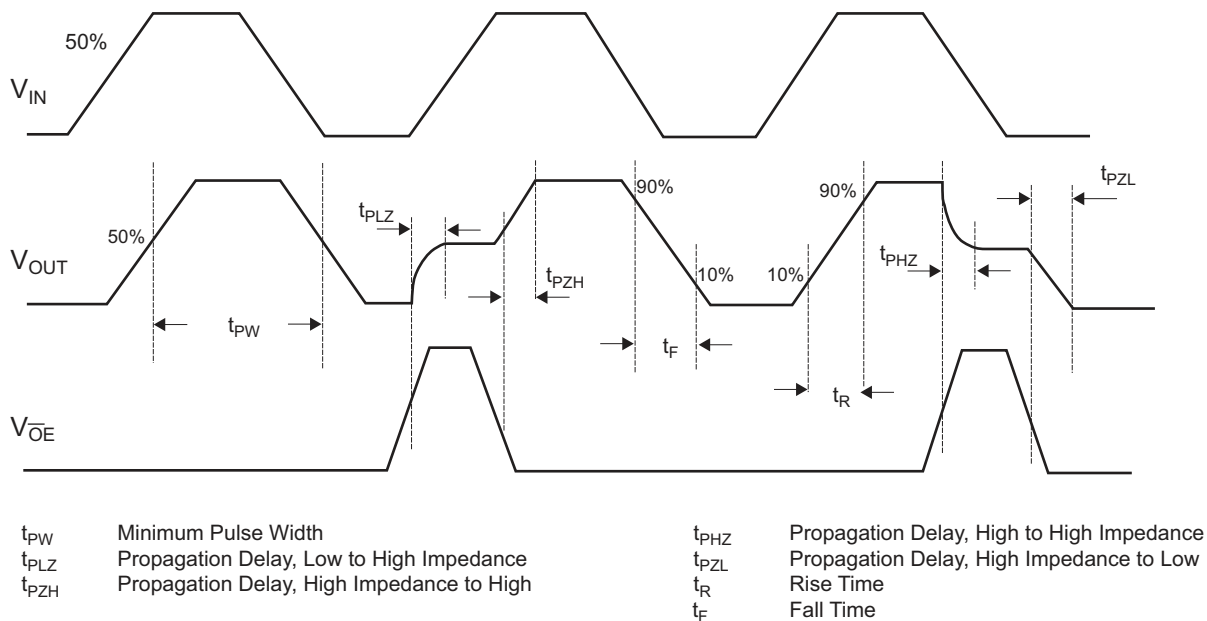 50%
V_IN
90%
90%
t_PZL
t_PLZ
50%
V_OUT
t_PHZ
10%
10%
t_PZH
t_PW
t_F
t_R
V_O̅E̅
t_PW Minimum Pulse Width
t_PLZ Propagation Delay, Low to High Impedance
t_PZH Propagation Delay, High Impedance to High
t_PHZ Propagation Delay, High to High Impedance
t_PZL Propagation Delay, High Impedance to Low
t_R Rise Time
t_F Fall Time